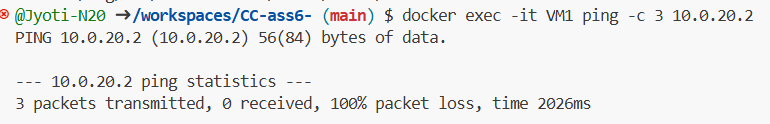 @Jyoti-N20 ➜/workspaces/CC-ass6- (main) $ docker exec -it VM1 ping -c 3 10.0.20.2
PING 10.0.20.2 (10.0.20.2) 56(84) bytes of data.
--- 10.0.20.2 ping statistics ---
3 packets transmitted, 0 received, 100% packet loss, time 2026ms